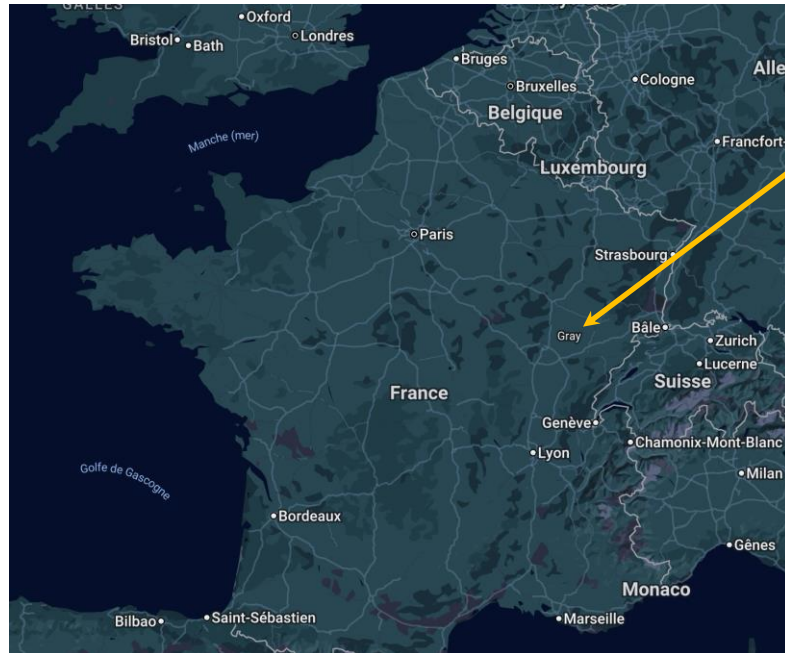 GALLES
Oxford
Bristol
Bath
Londres
Bruges
Bruxelles
Cologne
Belgique
Manche (mer)
Francfort-
Luxembourg
Paris
Strasbourg
Gray
Bâle
Zurich
Lucerne
Suisse
France
Genève
Chamonix-Mont-Blanc
Lyon
Golfe de Gascogne
Milan
Bordeaux
Gênes
Monaco
Marseille
Saint-Sébastien
Bilbao